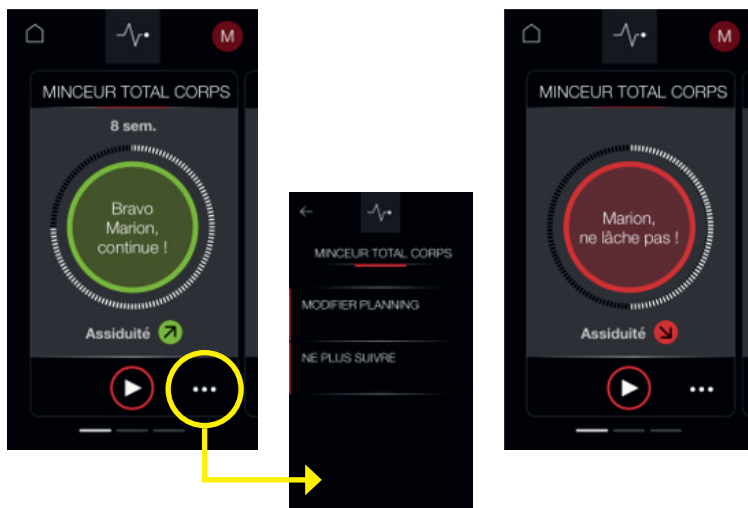 M
MINCEUR TOTAL CORPS
8 sem.
Bravo
Marion,
continue !
Assiduité
MINCEUR TOTAL CORPS
MODIFIER PLANNING
NE PLUS SUIVRE
M
MINCEUR TOTAL CORPS
Marion,
ne lâche pas !
Assiduité